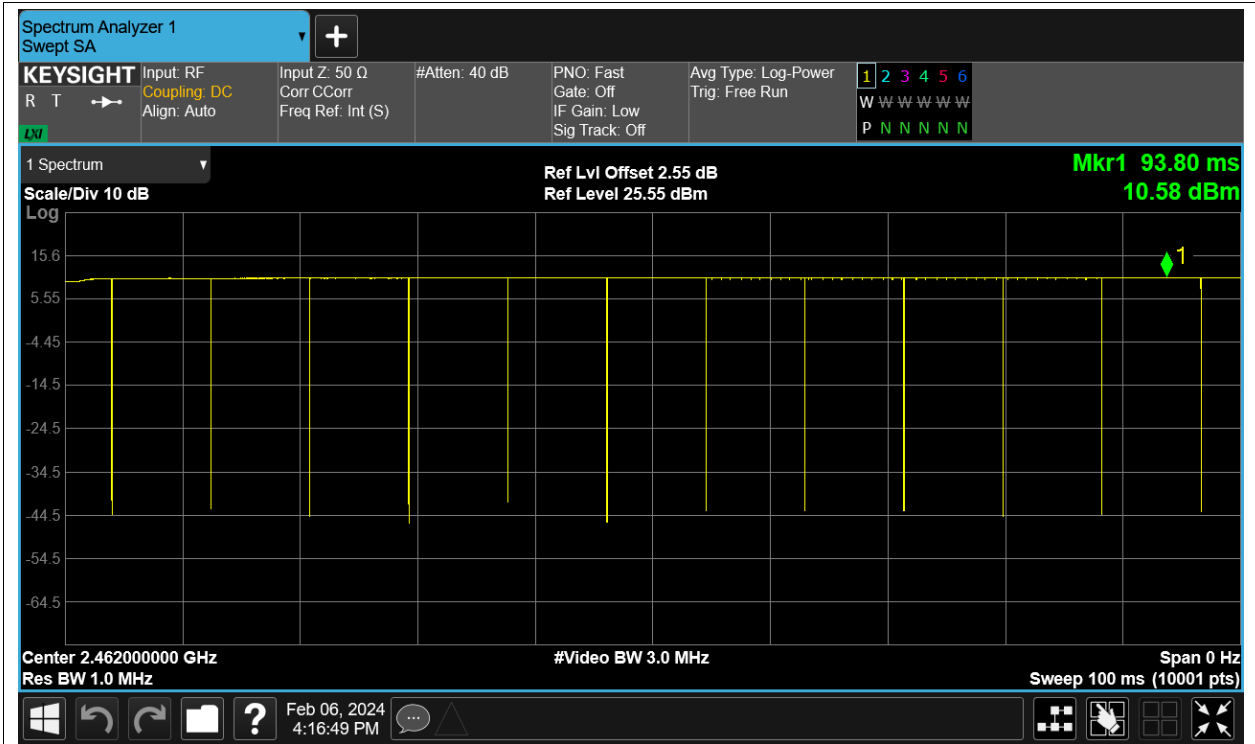 Spectrum Analyzer 1
Swept SA
KEYSIGHT
R T
LXI
Input: RF
Coupling: DC
Align: Auto
Input Z: 50 Ω
Corr CCorr
Freq Ref: Int (S)
#Atten: 40 dB
PNO: Fast
Gate: Off
IF Gain: Low
Sig Track: Off
Avg Type: Log-Power
Trig: Free Run
1 2 3 4 5 6
W W W W W W
P N N N N N
1 Spectrum
Scale/Div 10 dB
Log
Ref Lvl Offset 2.55 dB
Ref Level 25.55 dBm
Mkr1 93.80 ms
10.58 dBm
1
15.6
5.55
-4.45
-14.5
-24.5
-34.5
-44.5
-54.5
-64.5
Center 2.462000000 GHz
#Video BW 3.0 MHz
Span 0 Hz
Res BW 1.0 MHz
Sweep 100 ms (10001 pts)
?
Feb 06, 2024
4:16:49 PM